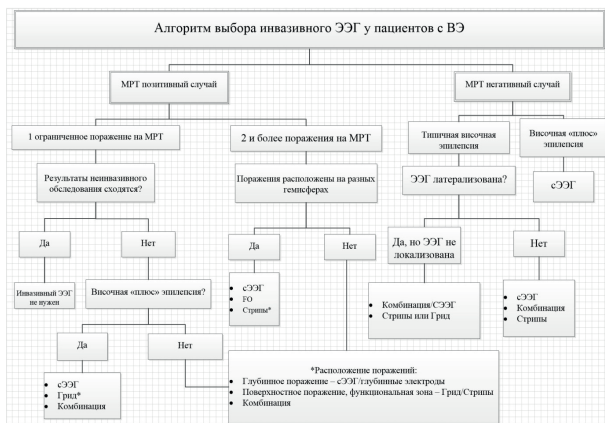 Алгоритм выбора инвазивного ЭЭГ у пациентов с ВЭ
МРТ позитивный случай
МРТ негативный случай
1 ограниченное поражение на МРТ
2 и более поражения на МРТ
Типичная височная
эпилепсия
Височная «плюс»
эпилепсия
Результаты неинвазивного
обследования сходятся?
Поражения расположены на разных
гемисферах
ЭЭГ латерализована?
сЭЭГ
Да
Нет
Да
Нет
Да, но ЭЭГ не
локализована
Нет
Инвазивный ЭЭГ
не нужен
Височная «плюс» эпилепсия?
• сЭЭГ
• FO
• Стрипы*
• Комбинация/СЭЭГ
• Стрипы или Грид
• сЭЭГ
• Комбинация
• Стрипы
Да
Нет
• сЭЭГ
• Грид*
• Комбинация
*Расположение поражений:
• Глубинное поражение – сЭЭГ/глубинные электроды
• Поверхностное поражение, функциональная зона – Грид/Стрипы
• Комбинация